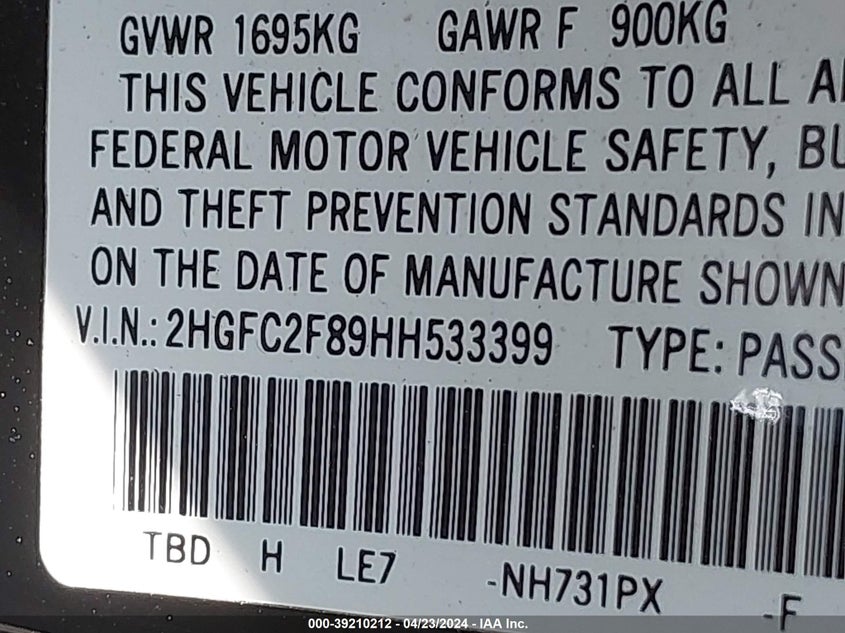 GVWR 1695KG GAWR F 900KG
THIS VEHICLE CONFORMS TO ALL
FEDERAL MOTOR VEHICLE SAFETY,
AND THEFT PREVENTION STANDARDS IN
ON THE DATE OF MANUFACTURE SHOWN
V.I.N.: 2HGFC2F89HH533399 TYPE: PASS
TBD H LE7 -NH731PX -F
000-39210212 - 04/23/2024 - IAA Inc.